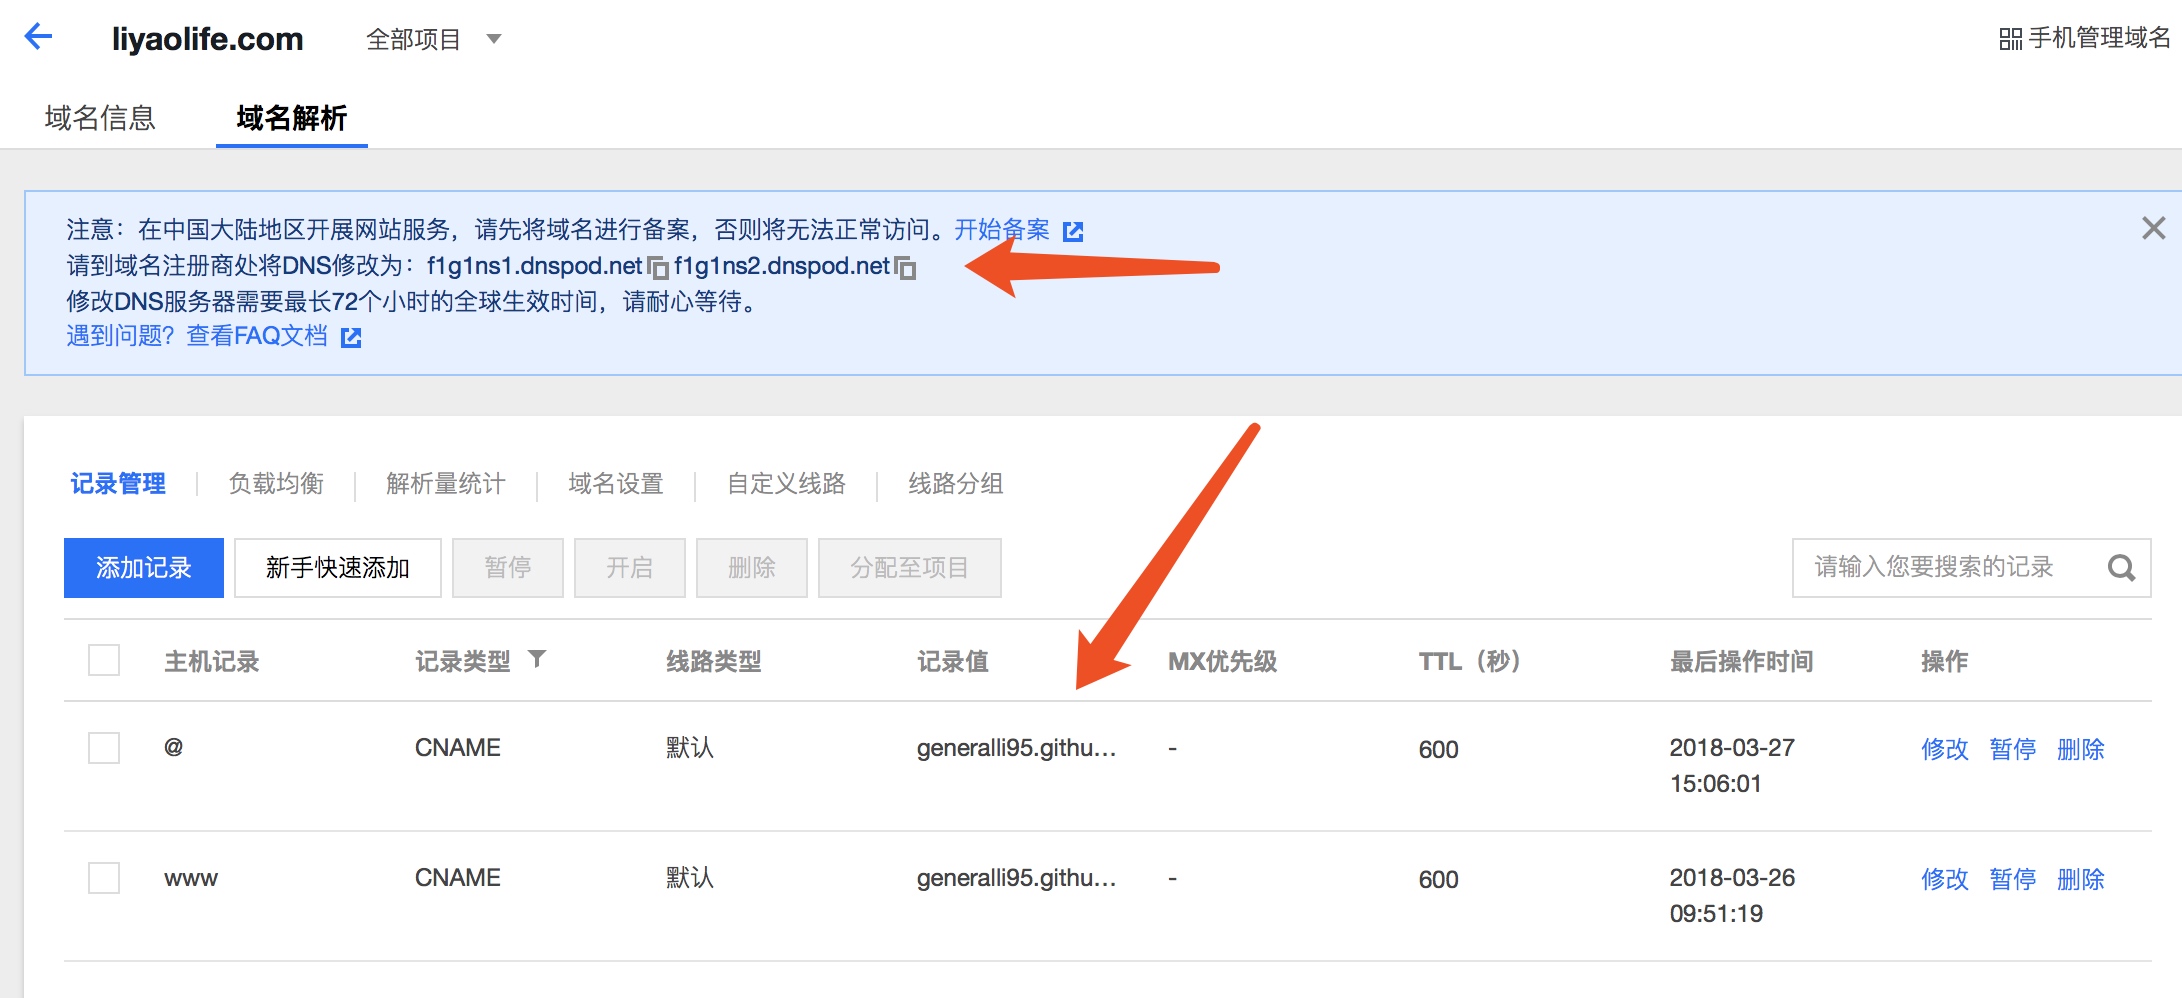 liyaolife.com 全部项目 手机管理域名
域名信息 域名解析
注意：在中国大陆地区开展网站服务，请先将域名进行备案，否则将无法正常访问。开始备案
请到域名注册商处将DNS修改为：f1g1ns1.dnspod.net f1g1ns2.dnspod.net
修改DNS服务器需要最长72个小时的全球生效时间，请耐心等待。
遇到问题？查看FAQ文档
记录管理 负载均衡 解析量统计 域名设置 自定义线路 线路分组
添加记录 新手快速添加 暂停 开启 删除 分配至项目 请输入您要搜索的记录
主机记录 记录类型 线路类型 记录值 MX优先级 TTL（秒） 最后操作时间 操作
@ CNAME 默认 generalli95.githu... - 600 2018-03-27 修改 暂停 删除
15:06:01
www CNAME 默认 generalli95.githu... - 600 2018-03-26 修改 暂停 删除
09:51:19